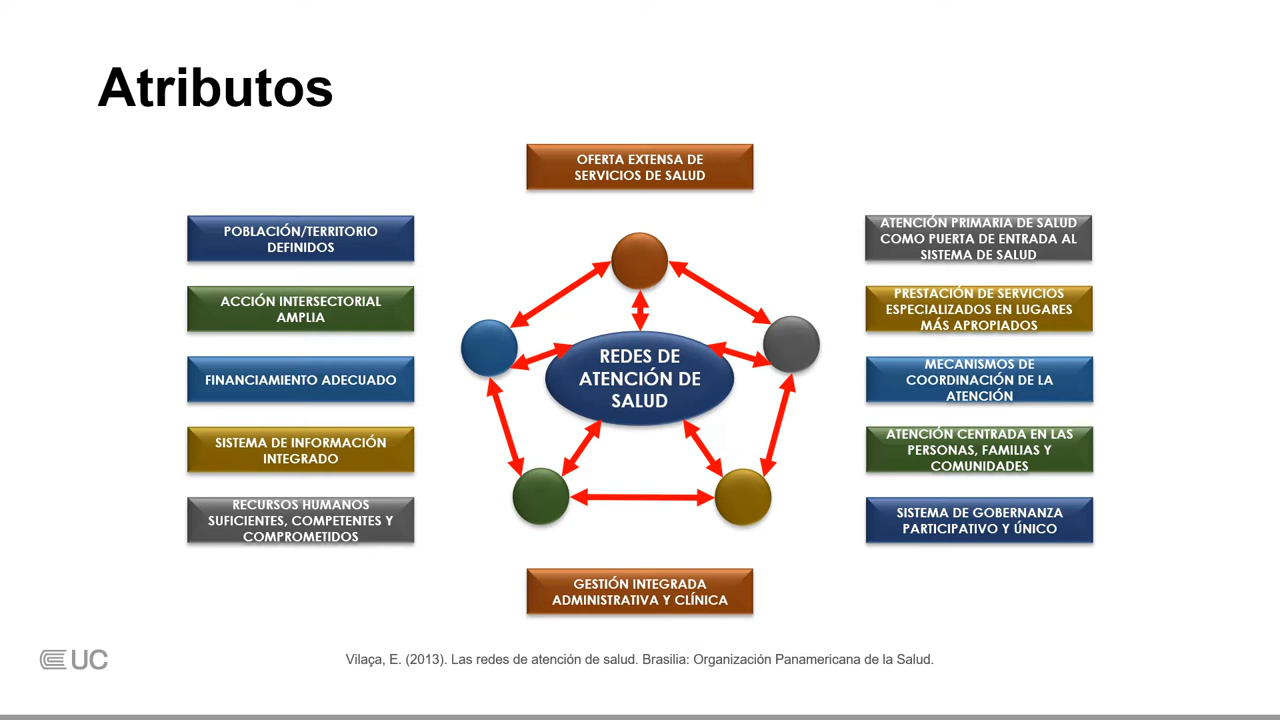 Atributos
OFERTA EXTENSA DE
SERVICIOS DE SALUD
POBLACIÓN/TERRITORIO
DEFINIDOS
ACCIÓN INTERSECTORIAL
AMPLIA
FINANCIAMIENTO ADECUADO
SISTEMA DE INFORMACIÓN
INTEGRADO
RECURSOS HUMANOS
SUFICIENTES, COMPETENTES Y
COMPROMETIDOS
REDES DE
ATENCIÓN DE
SALUD
ATENCIÓN PRIMARIA DE SALUD
COMO PUERTA DE ENTRADA AL
SISTEMA DE SALUD
PRESTACIÓN DE SERVICIOS
ESPECIALIZADOS EN LUGARES
MÁS APROPIADOS
MECANISMOS DE
COORDINACIÓN DE LA
ATENCIÓN
ATENCIÓN CENTRADA EN LAS
PERSONAS, FAMILIAS Y
COMUNIDADES
SISTEMA DE GOBERNANZA
PARTICIPATIVO Y ÚNICO
GESTIÓN INTEGRADA
ADMINISTRATIVA Y CLÍNICA
UC
Vilaça, E. (2013). Las redes de atención de salud. Brasilia: Organización Panamericana de la Salud.